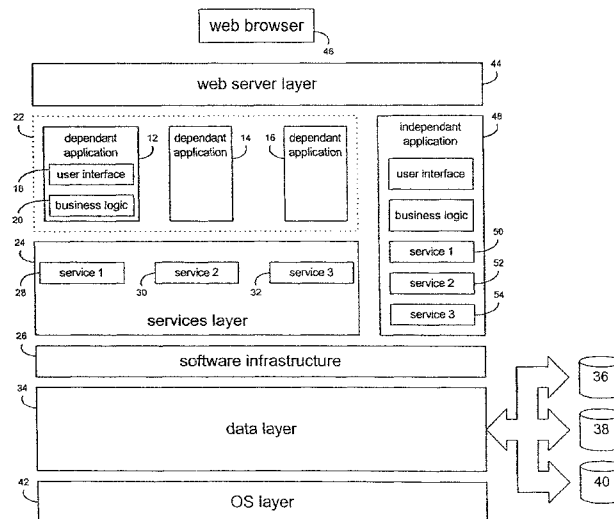 web browser
46
web server layer
44
22
dependant
application
12
dependant
application
14
16
dependant
application
independant
application
48
18
user interface
20
business logic
user interface
business logic
24
service 1
28
service 2
30
service 3
32
services layer
service 1
50
service 2
52
service 3
54
26
software infrastructure
34
data layer
36
38
40
42
OS layer